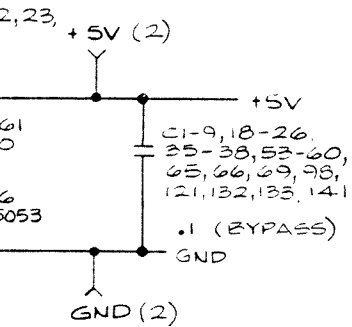 2,23,
+5V (2)
+5V
61
0
C1-9,18-26,
35-38,53-60,
65,66,69,98,
121,132,133,141
6
5053
.1 (BYPASS)
GND
GND (2)